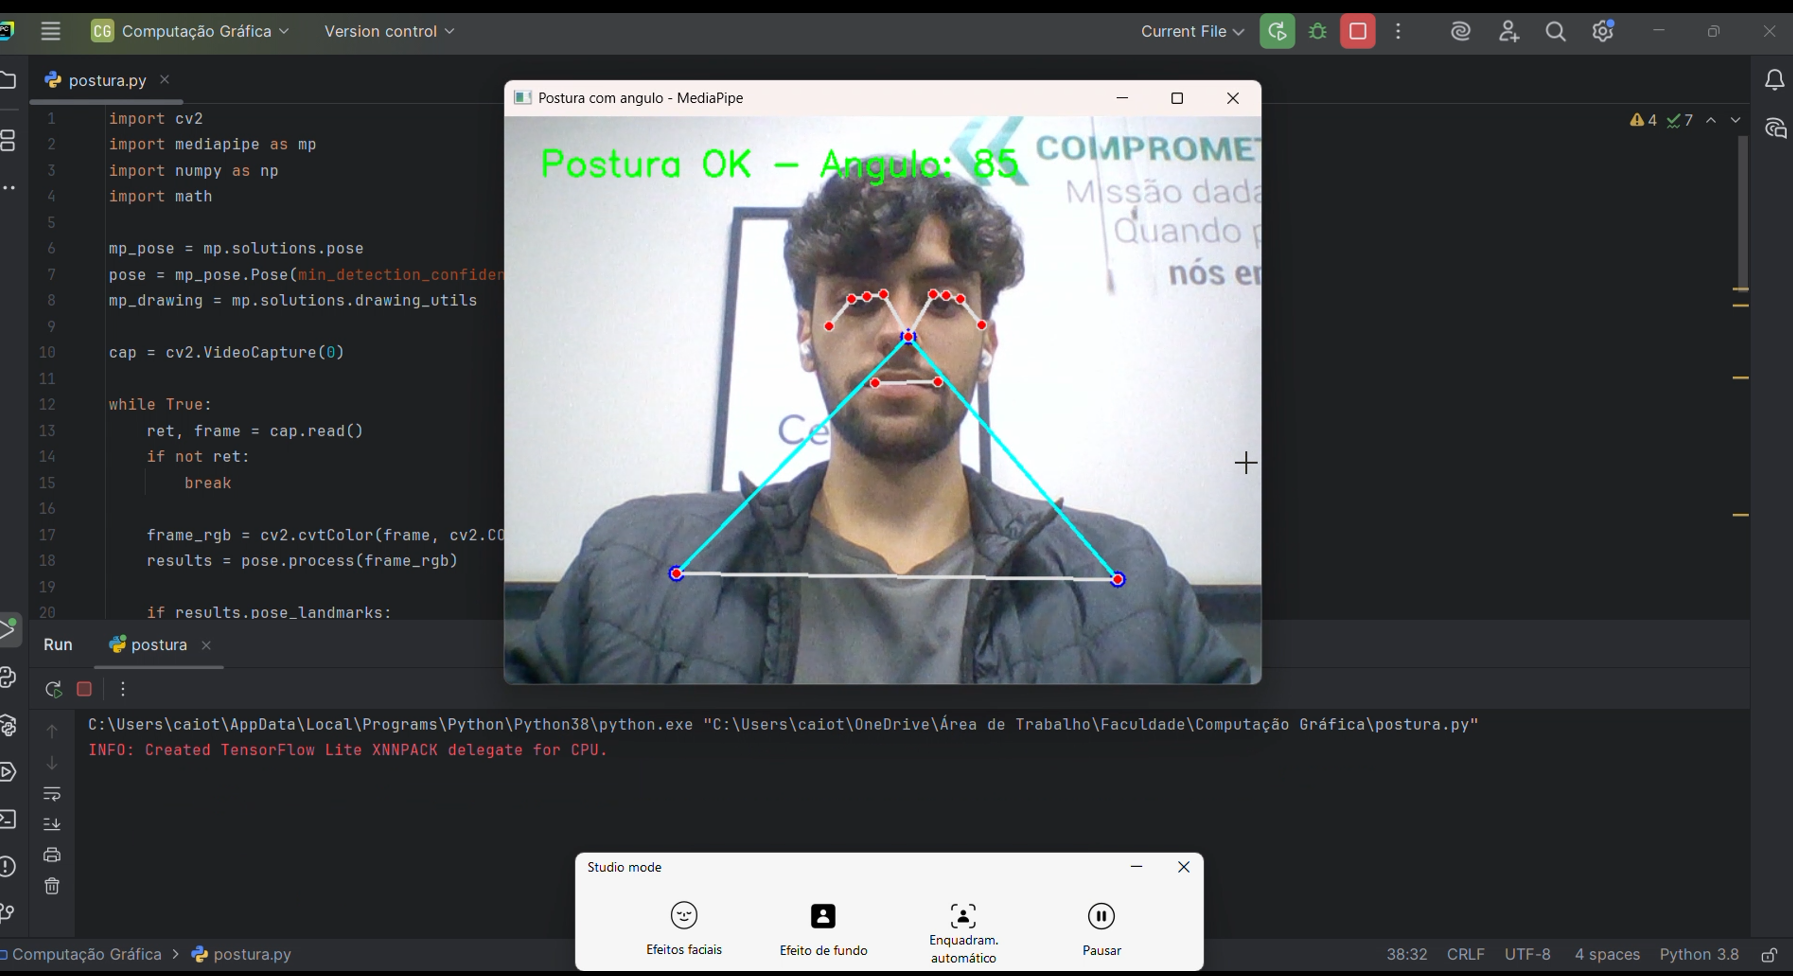 CG Computação Gráfica
Version control
Current File
postura.py
4 7
1 import cv2
2 import mediapipe as mp
3 import numpy as np
4 import math
5
6 mp_pose = mp.solutions.pose
7 pose = mp_pose.Pose(min_detection_confiden
8 mp_drawing = mp.solutions.drawing_utils
9
10 cap = cv2.VideoCapture(0)
11
12 while True:
13 ret, frame = cap.read()
14 if not ret:
15 break
16
17 frame_rgb = cv2.cvtColor(frame, cv2.CO
18 results = pose.process(frame_rgb)
19
20 if results.pose_landmarks:
Postura com angulo - MediaPipe
Postura OK - Angulo: 85
COMPROMET
Missão dada
Quando p
nós en
Ce
Run
postura
C:\Users\caiot\AppData\Local\Programs\Python\Python38\python.exe "C:\Users\caiot\OneDrive\Área de Trabalho\Faculdade\Computação Gráfica\postura.py"
INFO: Created TensorFlow Lite XNNPACK delegate for CPU.
Studio mode
Efeitos faciais
Efeito de fundo
Enquadram.
automático
Pausar
Computação Gráfica > postura.py
38:32 CRLF UTF-8 4 spaces Python 3.8